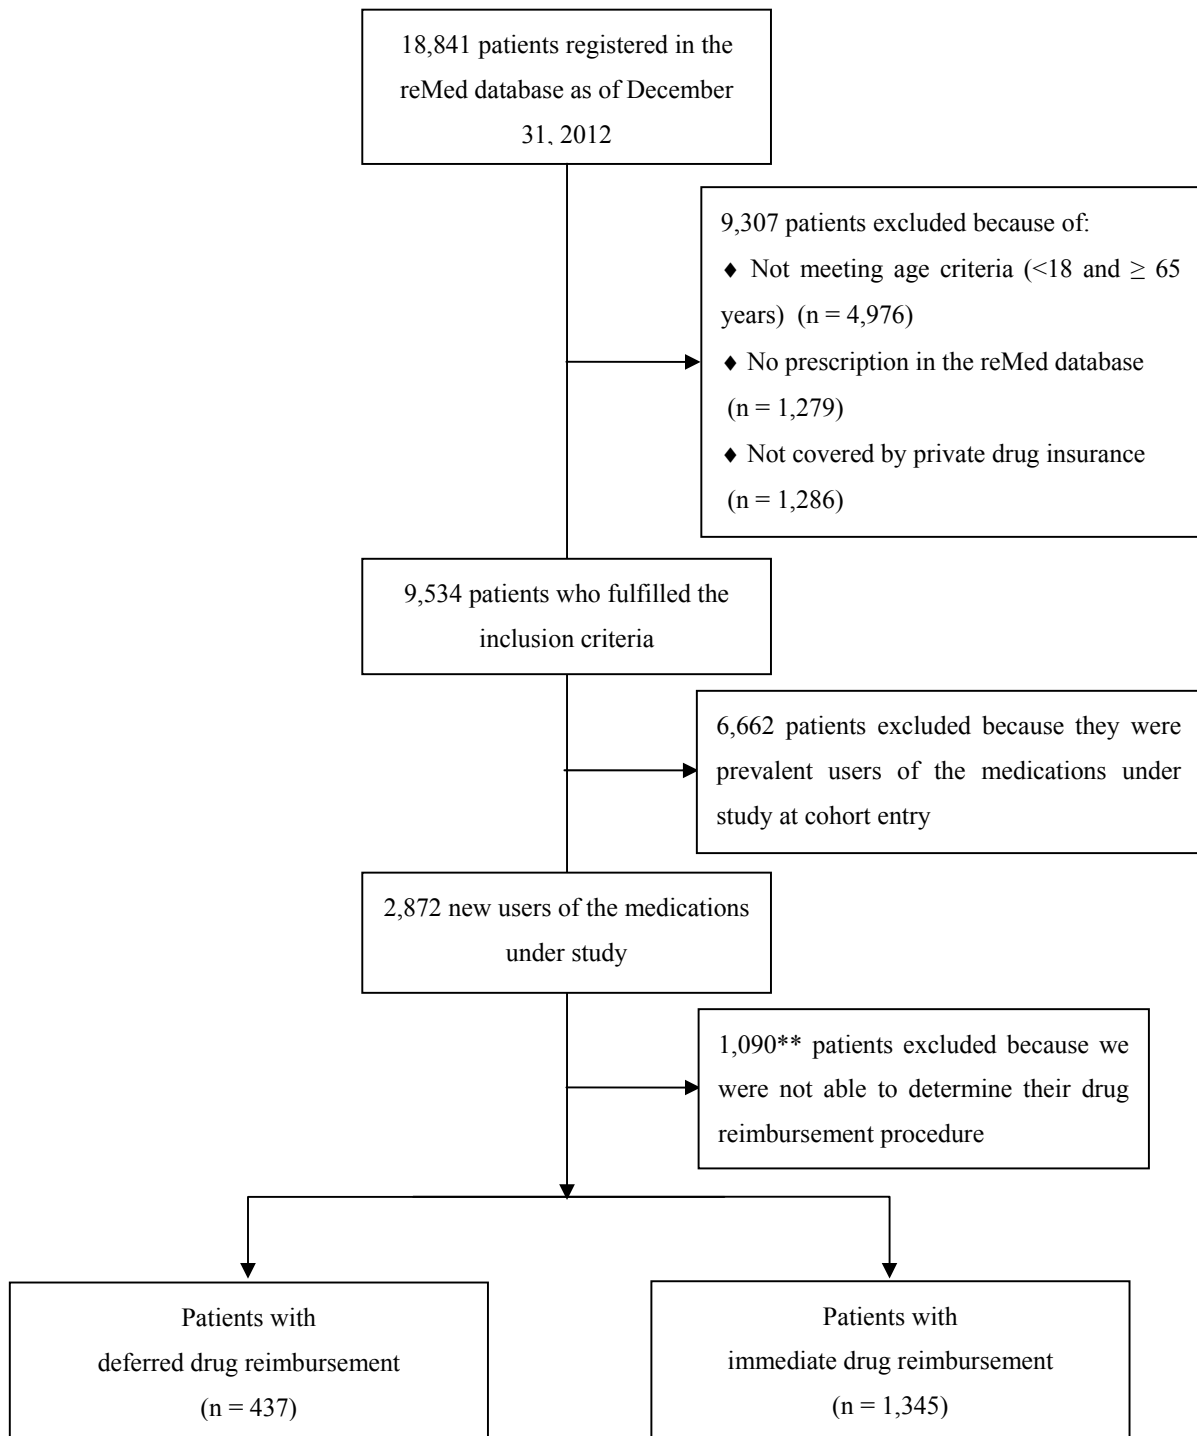 18,841 patients registered in the
reMed database as of December
31, 2012
9,307 patients excluded because of:
♦ Not meeting age criteria (<18 and ≥ 65
years) (n = 4,976)
♦ No prescription in the reMed database
(n = 1,279)
♦ Not covered by private drug insurance
(n = 1,286)
9,534 patients who fulfilled the
inclusion criteria
6,662 patients excluded because they were
prevalent users of the medications under
study at cohort entry
2,872 new users of the medications
under study
1,090** patients excluded because we
were not able to determine their drug
reimbursement procedure
Patients with
deferred drug reimbursement
(n = 437)
Patients with
immediate drug reimbursement
(n = 1,345)